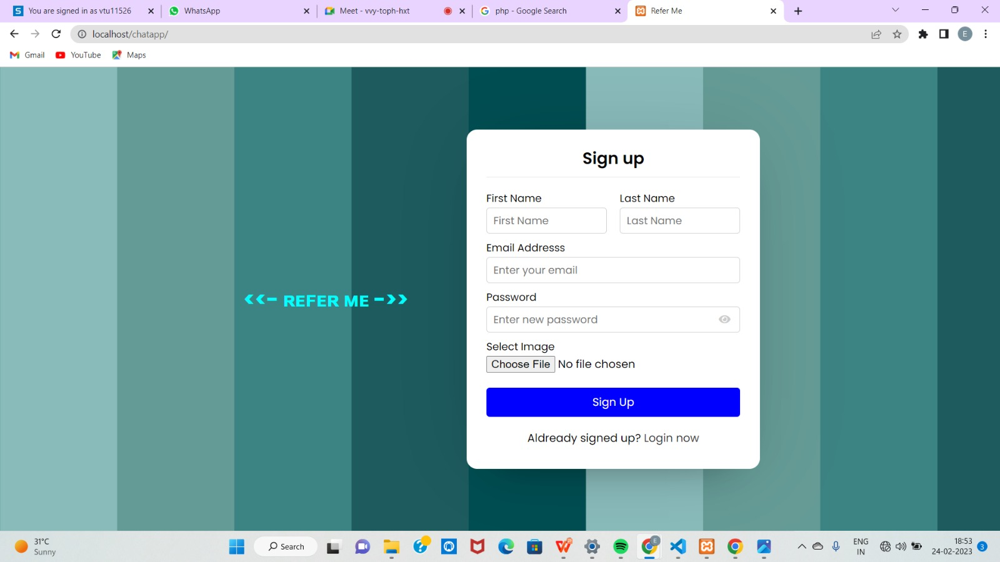 You are signed in as vtu11526
WhatsApp
Meet - vvy-toph-hxt
php - Google Search
Refer Me
localhost/chatapp/
E
Gmail
YouTube
Maps
<<- REFER ME ->>
Sign up
First Name
Last Name
First Name
Last Name
Email Addresss
Enter your email
Password
Enter new password
Select Image
Choose File No file chosen
Sign Up
Aldready signed up? Login now
31°C
Sunny
Search
E
ENG
IN
18:53
24-02-2023
3